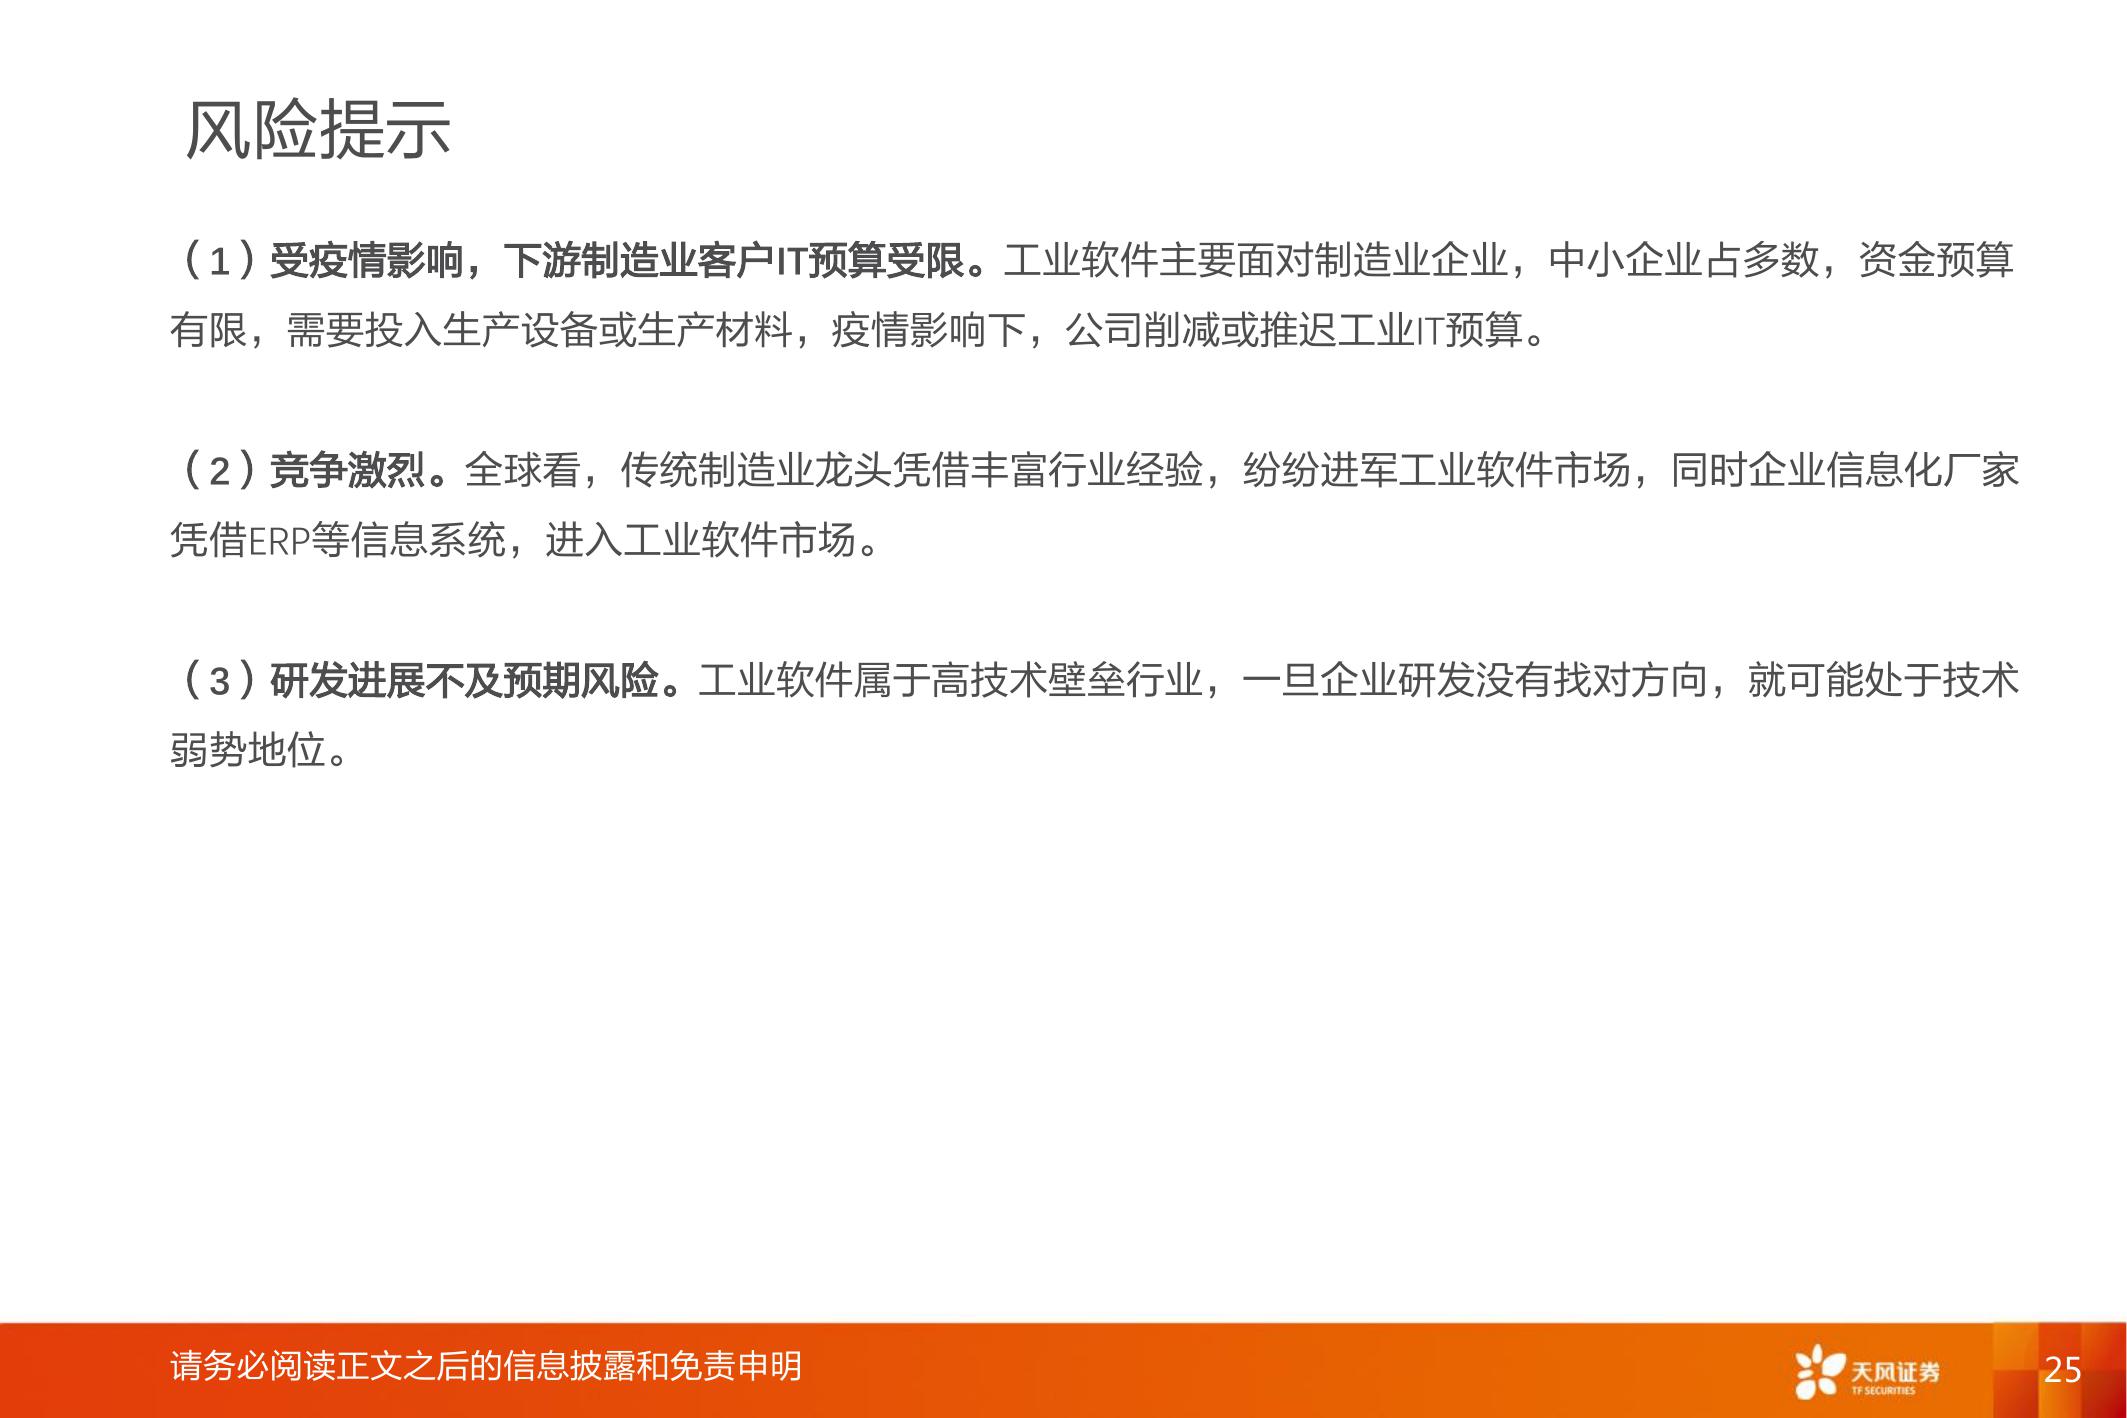 风险提示
（1）受疫情影响，下游制造业客户IT预算受限。工业软件主要面对制造业企业，中小企业占多数，资金预算
有限，需要投入生产设备或生产材料，疫情影响下，公司削减或推迟工业IT预算。
（2）竞争激烈。全球看，传统制造业龙头凭借丰富行业经验，纷纷进军工业软件市场，同时企业信息化厂家
凭借ERP等信息系统，进入工业软件市场。
（3）研发进展不及预期风险。工业软件属于高技术壁垒行业，一旦企业研发没有找对方向，就可能处于技术
弱势地位。
请务必阅读正文之后的信息披露和免责申明
天风证券
TF SECURITIES
25